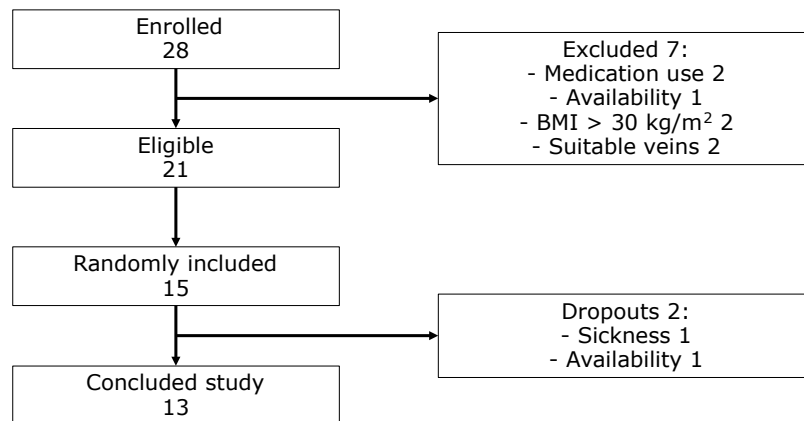 Enrolled
28
Excluded 7:
- Medication use 2
- Availability 1
- BMI > 30 kg/m² 2
- Suitable veins 2
Eligible
21
Randomly included
15
Dropouts 2:
- Sickness 1
- Availability 1
Concluded study
13